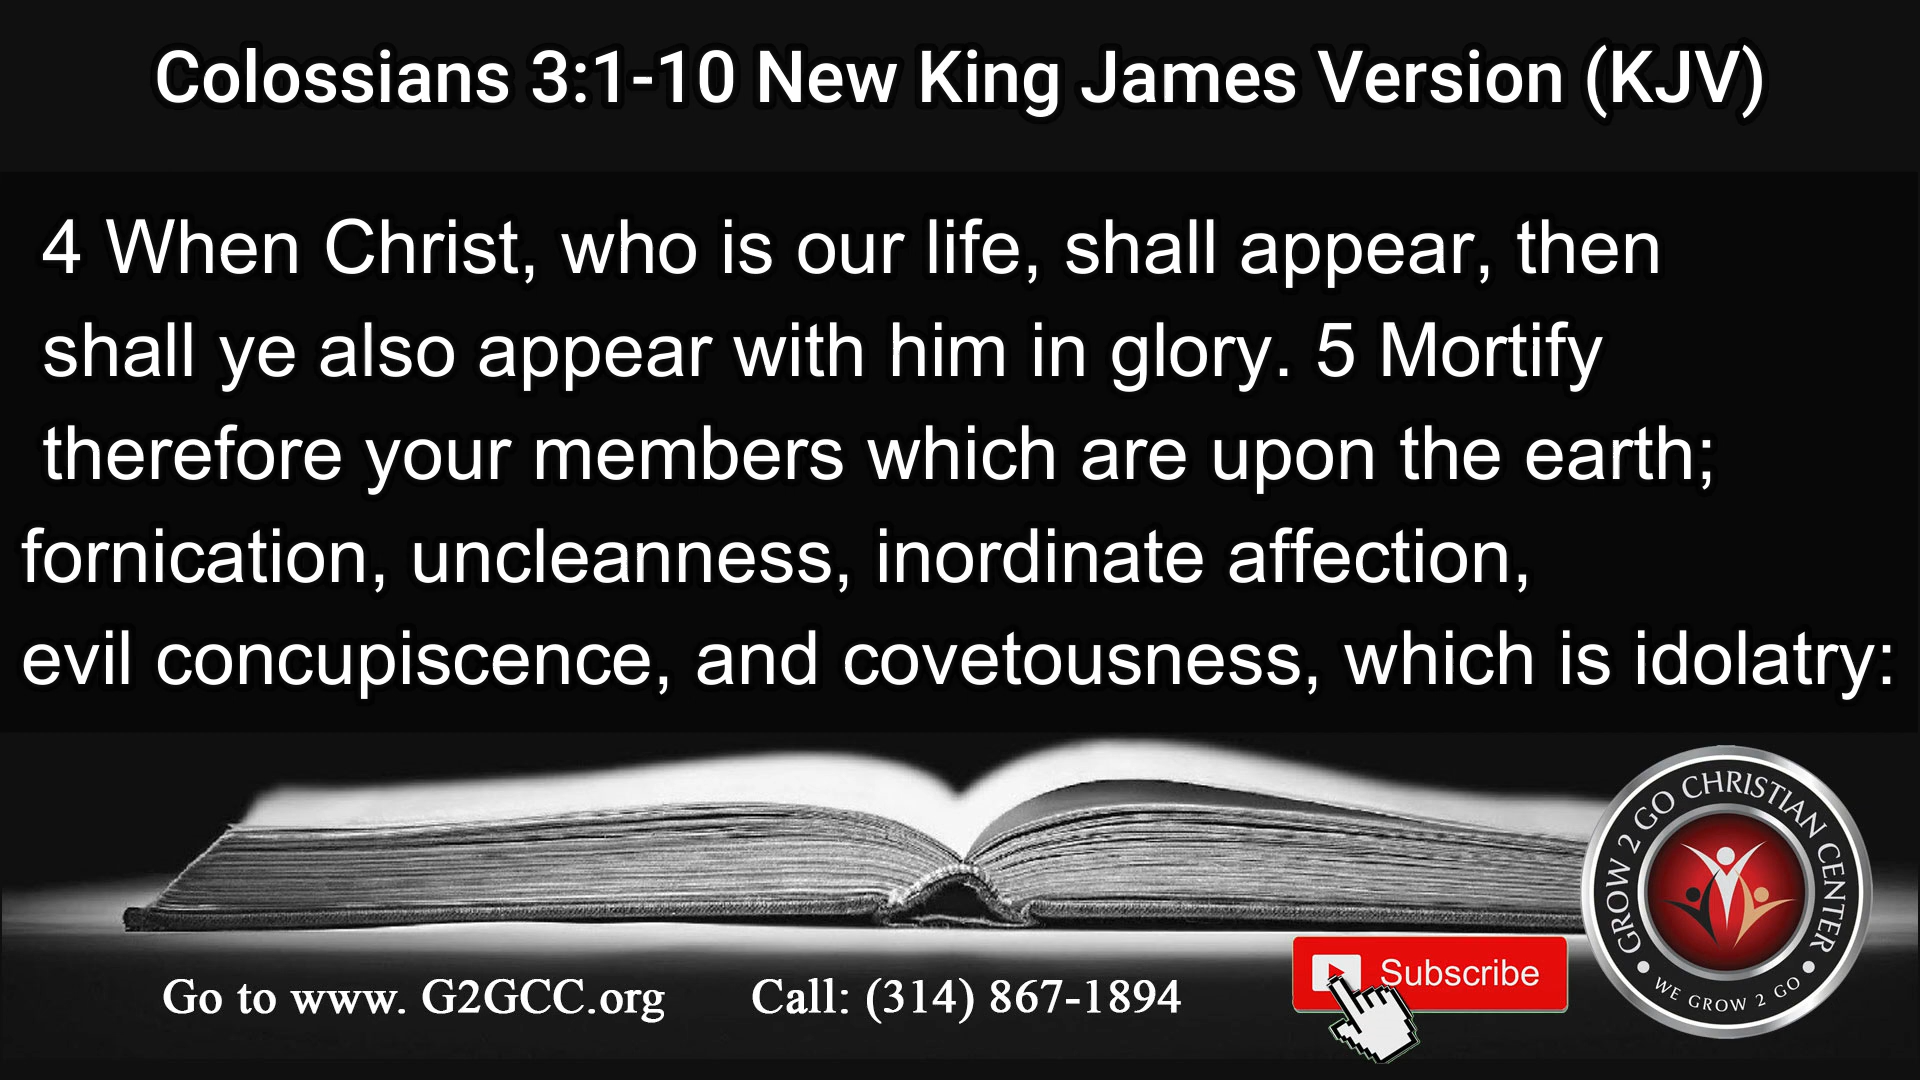 Colossians 3:1-10 New King James Version (KJV)
4 When Christ, who is our life, shall appear, then
shall ye also appear with him in glory. 5 Mortify
therefore your members which are upon the earth;
fornication, uncleanness, inordinate affection,
evil concupiscence, and covetousness, which is idolatry:
GROW 2 GO CHRISTIAN CENTER
WE GROW 2 GO
Subscribe
Go to www. G2GCC.org Call: (314) 867-1894